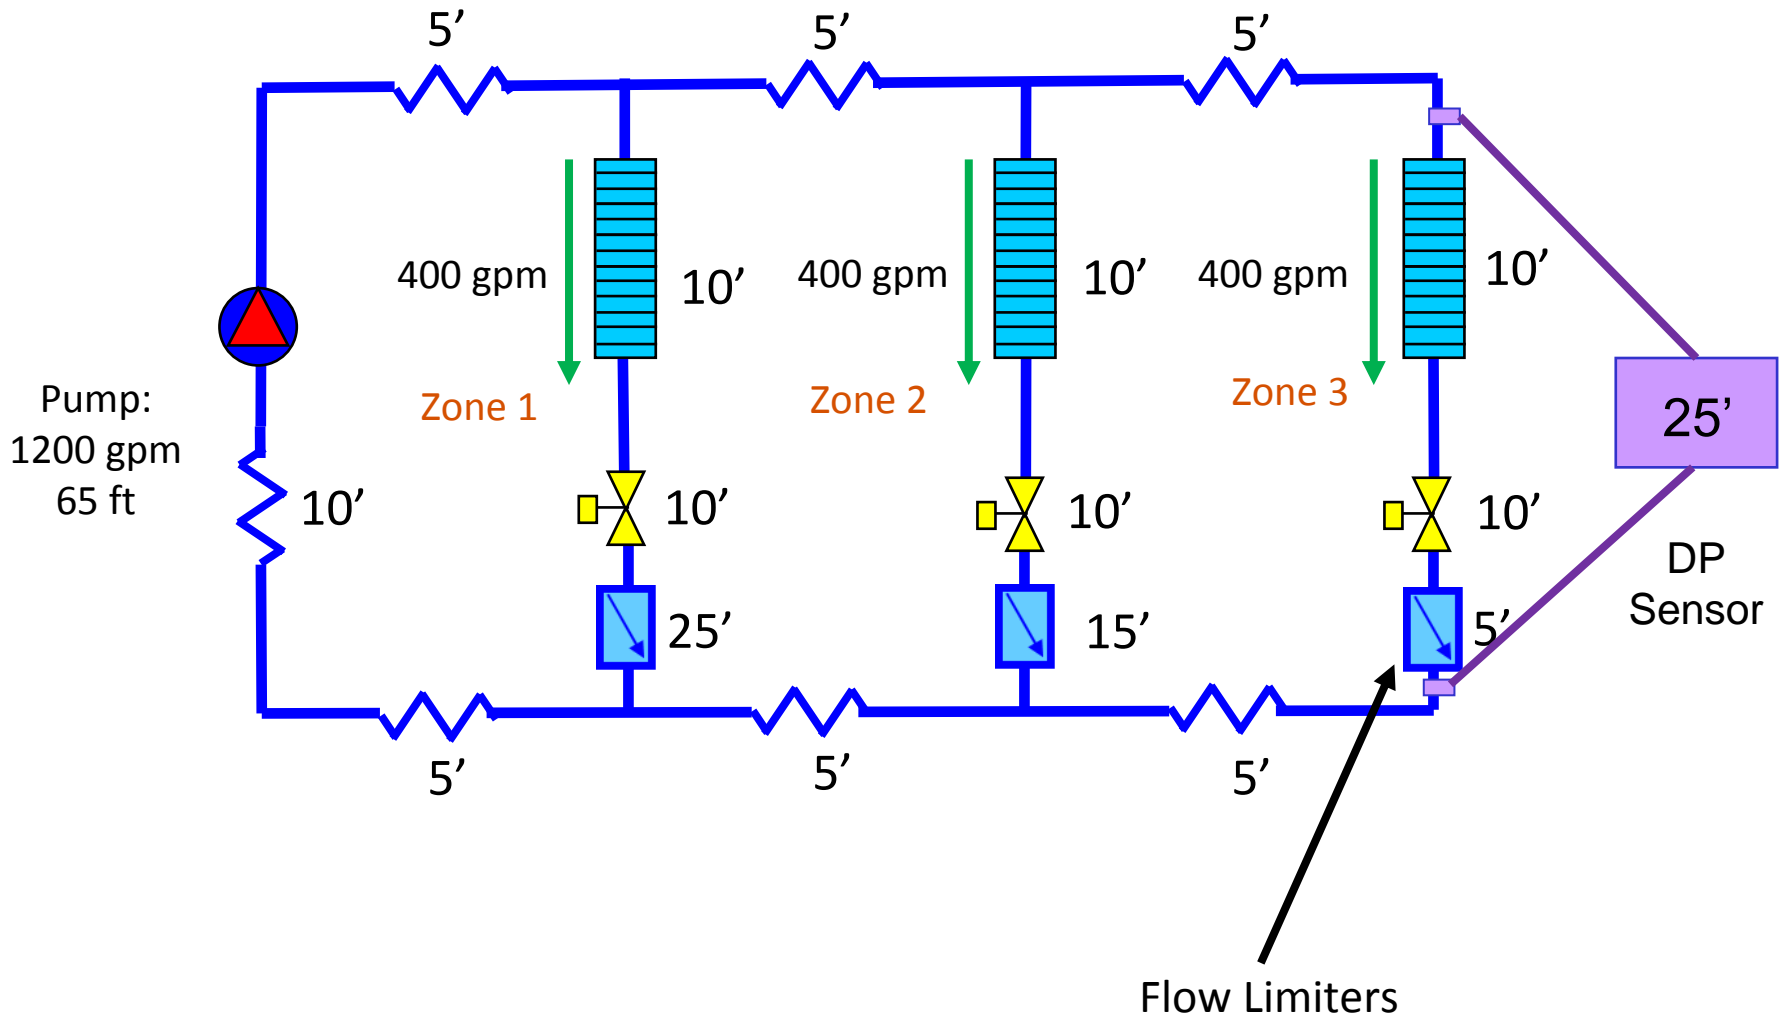 5’
5’
5’
400 gpm
10’
400 gpm
10’
400 gpm
10’
Zone 1
Zone 2
Zone 3
Pump:
1200 gpm
65 ft
10’
10’
10’
10’
25’
25’
15’
5’
DP
Sensor
5’
5’
5’
Flow Limiters